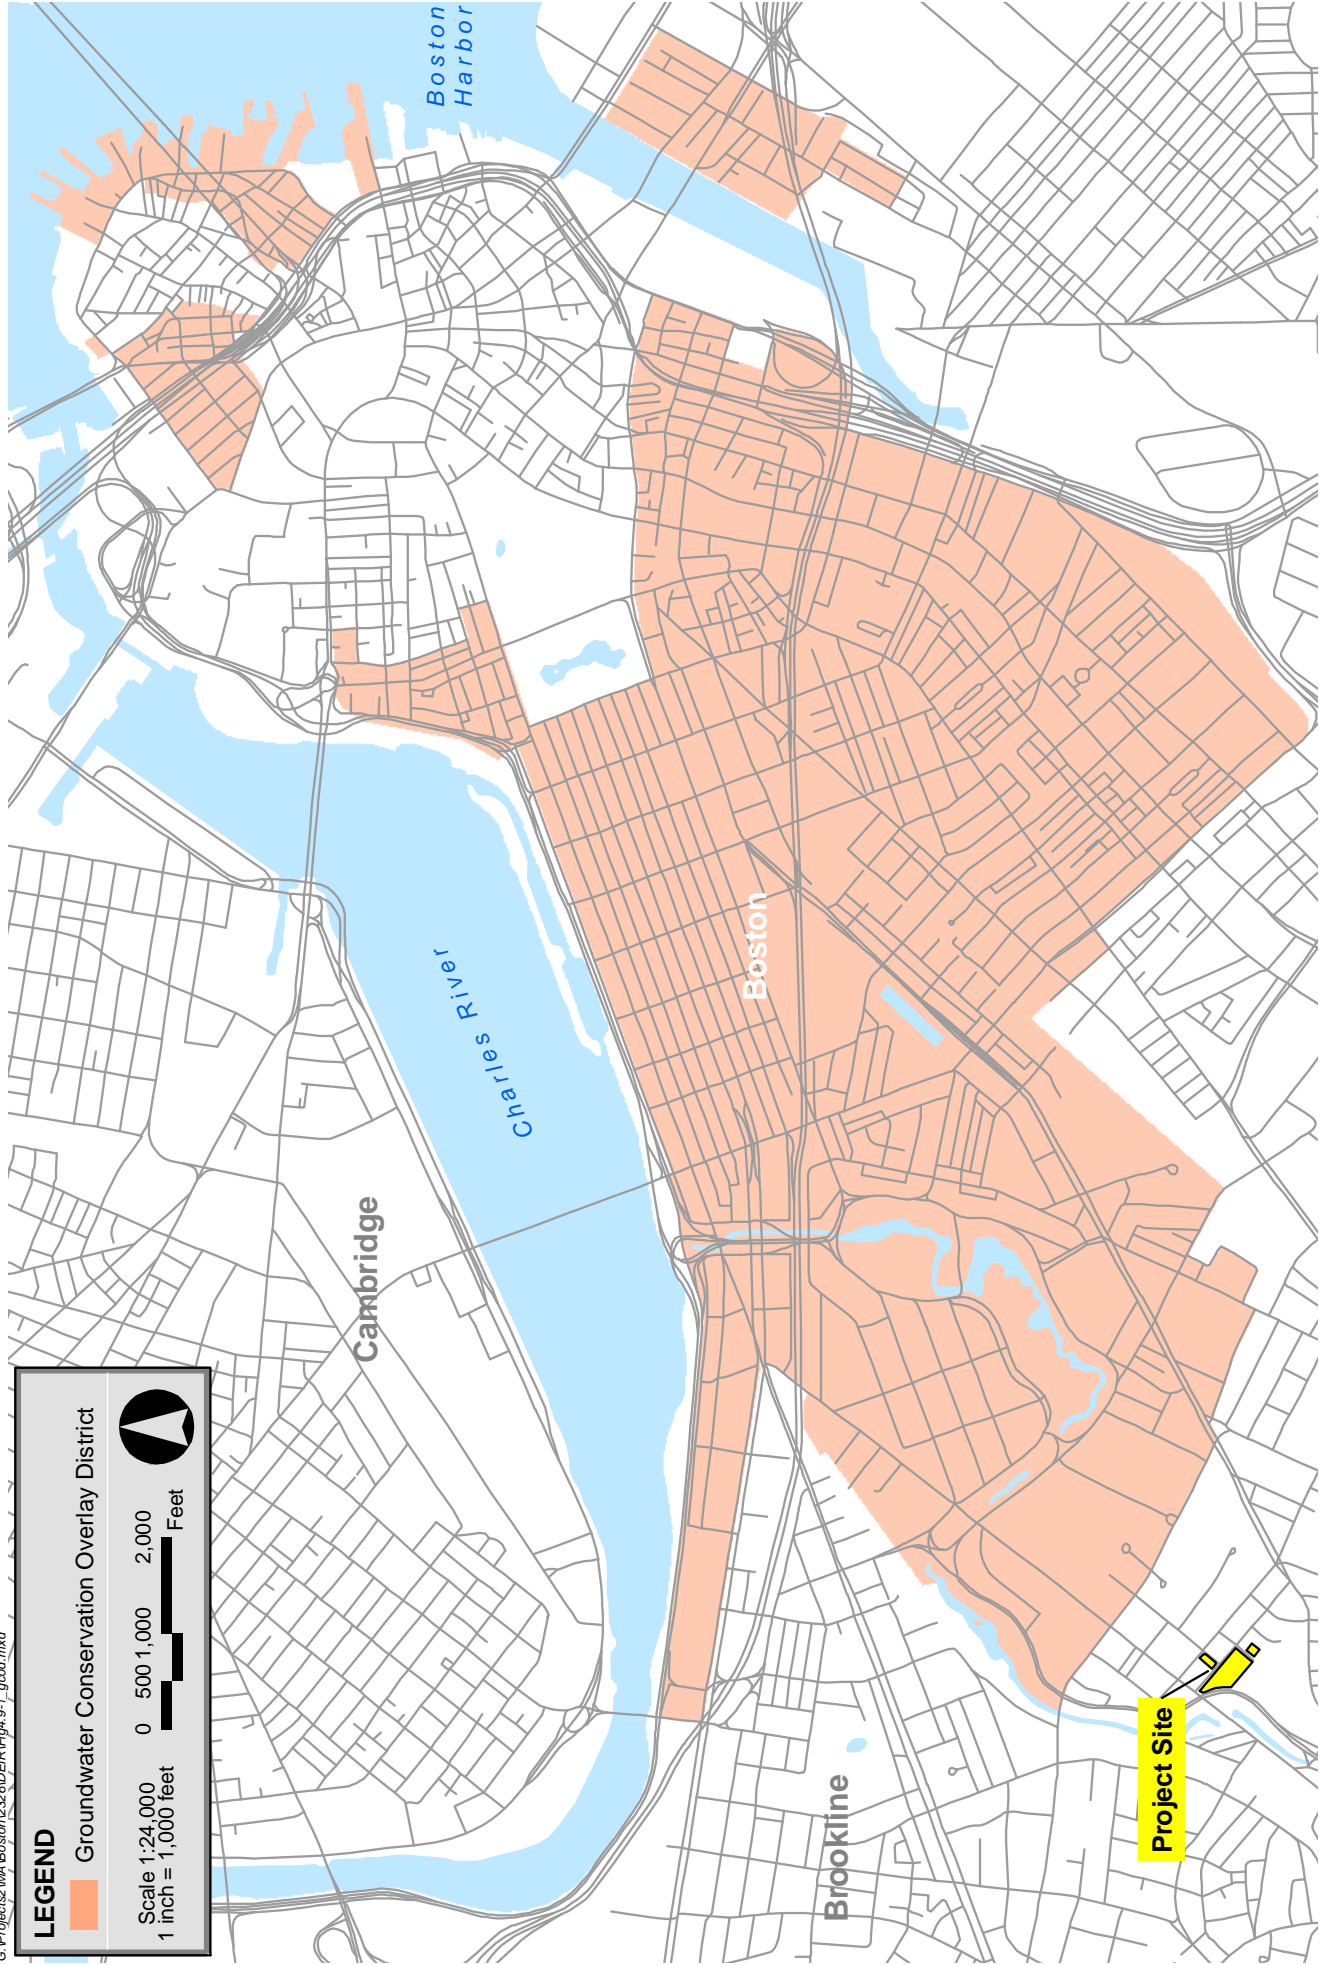 LEGEND
Groundwater Conservation Overlay District
Scale 1:24,000
1 inch = 1,000 feet
0 500 1,000 2,000
Feet
Boston
Harbor
Charles River
Cambridge
Boston
Brookline
Project Site